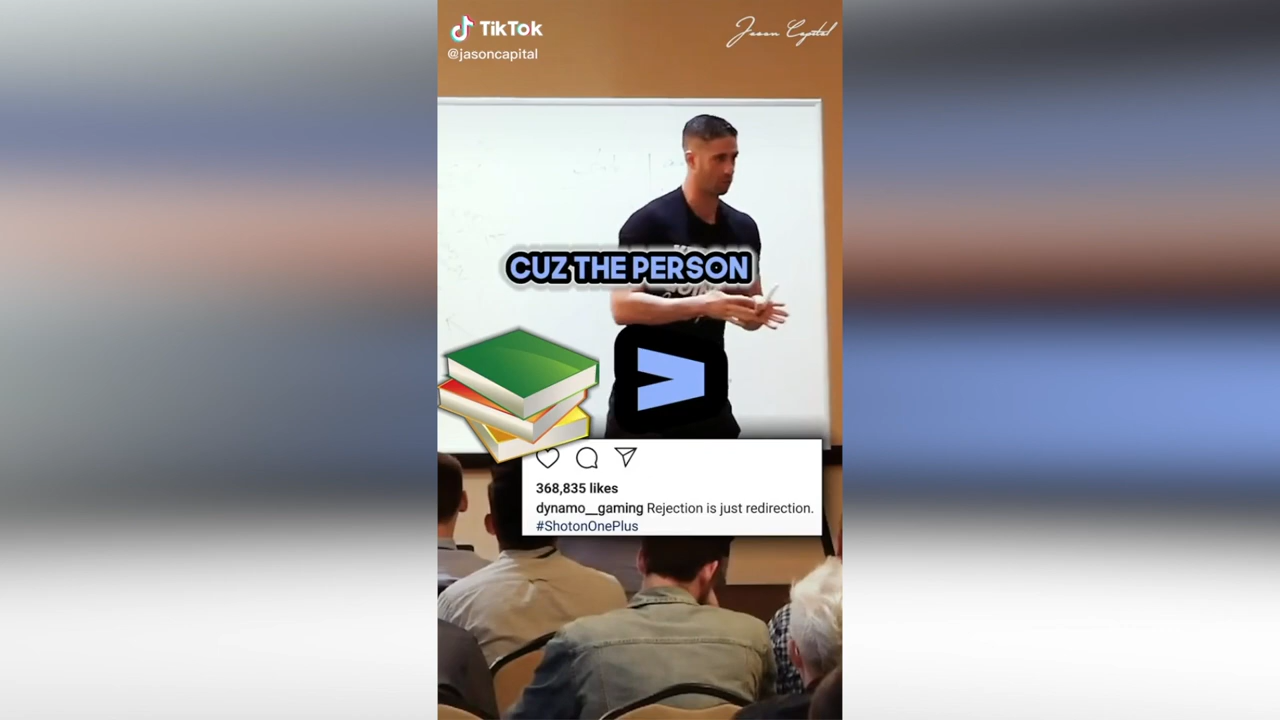 TikTok
@jasoncapital
Jason Capital
CUZ THE PERSON
>
368,835 likes
dynamo__gaming Rejection is just redirection.
#ShotonOnePlus